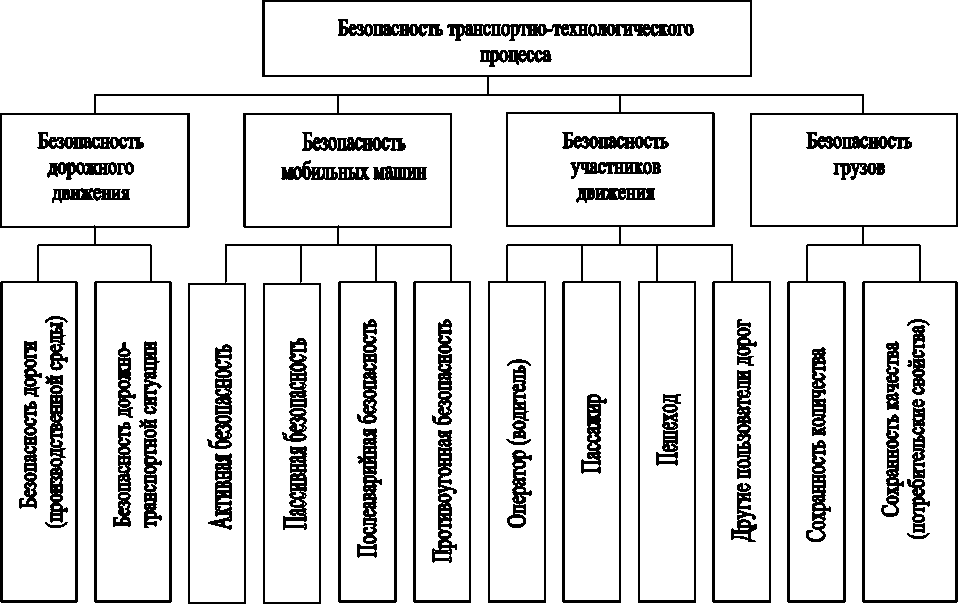 Безопасность транспортно-технологического
процесса
Безопасность
дорожного
движения
Безопасность
мобильных машин
Безопасность
участников
движения
Безопасность
грузов
Безопасность дороги
(производственной среды)
Безопасность дорожно-
транспортной ситуации
Активная безопасность
Пассивная безопасность
Послеаварийная безопасность
Противоугонная безопасность
Оператор (водитель)
Пассажир
Пешеход
Другие пользователи дорог
Сохранность количества
Сохранность качества
(потребительские свойства)